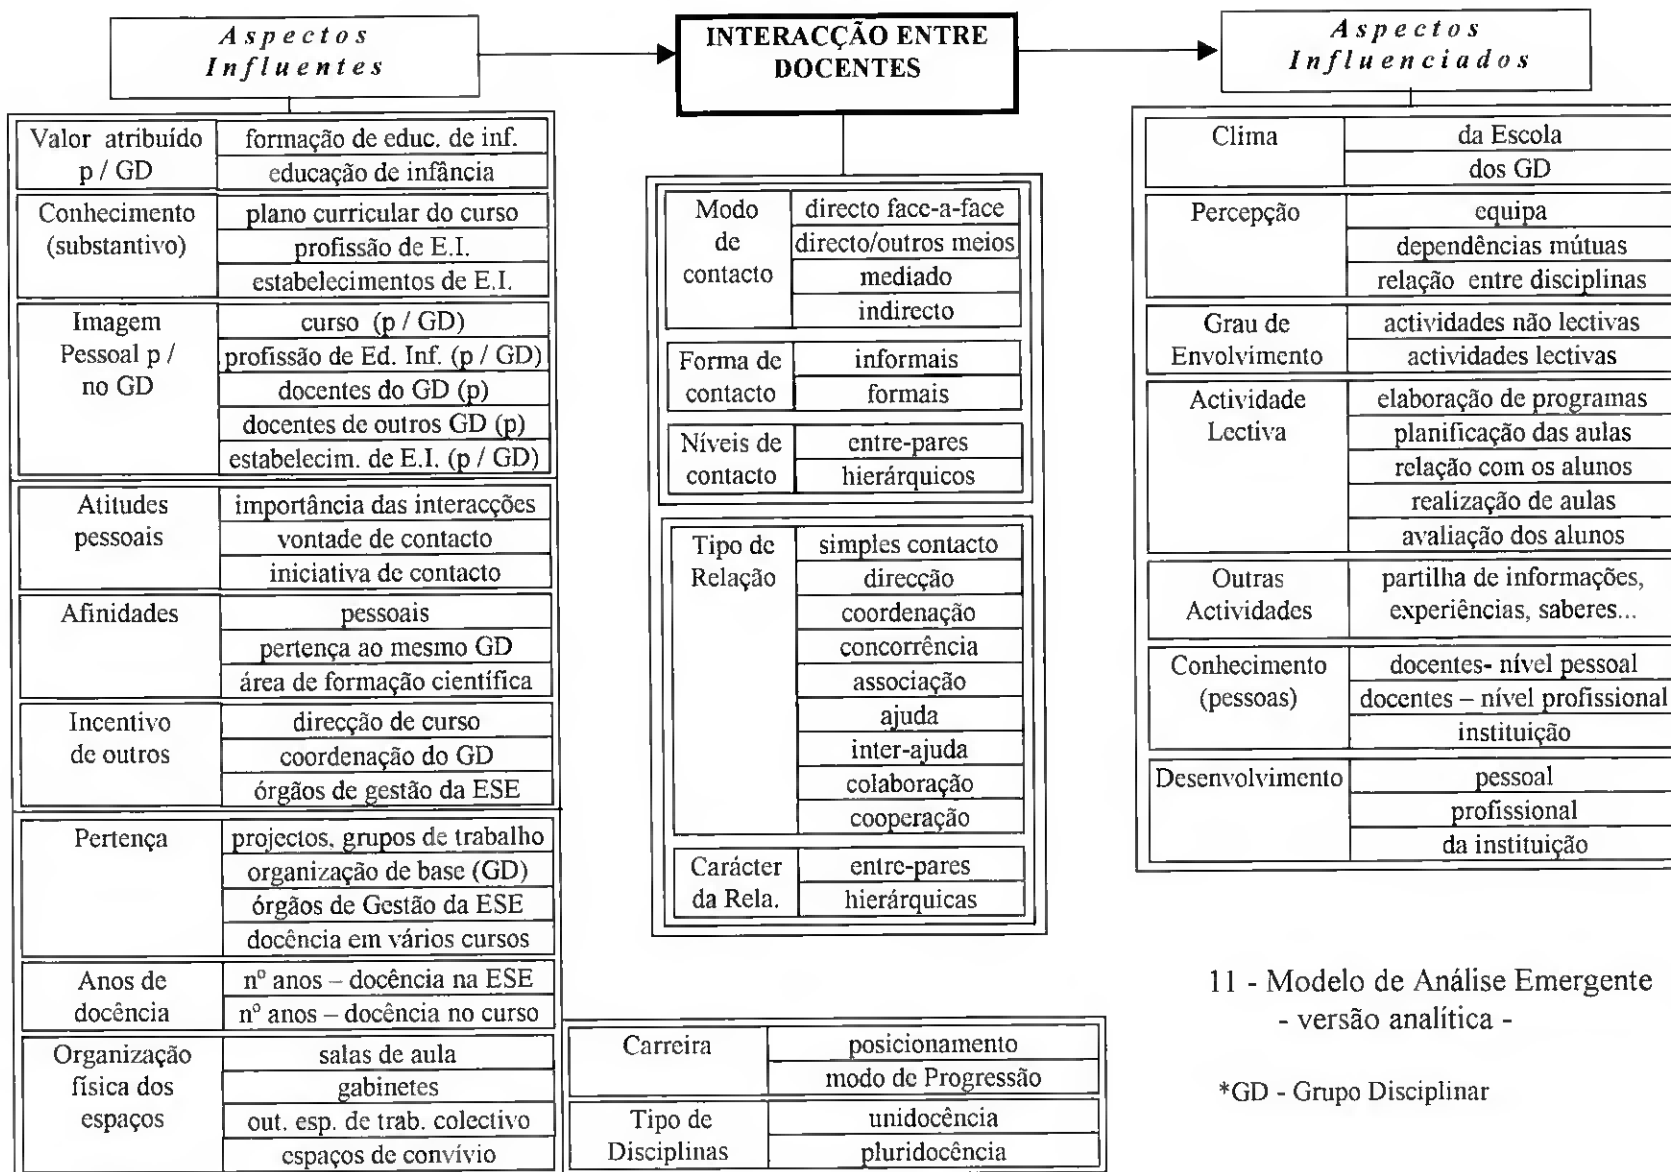 Aspectos
Influentes
INTERACÇÃO ENTRE
DOCENTES
Aspectos
Influenciados
Valor atribuído
p / GD
formação de educ. de inf.
educação de infância
Conhecimento
(substantivo)
plano curricular do curso
profissão de E.I.
estabelecimentos de E.I.
Imagem
Pessoal p /
no GD
curso (p / GD)
profissão de Ed. Inf. (p / GD)
docentes do GD (p)
docentes de outros GD (p)
estabelecim. de E.I. (p / GD)
Atitudes
pessoais
importância das interacções
vontade de contacto
iniciativa de contacto
Afinidades
pessoais
pertença ao mesmo GD
área de formação científica
Incentivo
de outros
direcção de curso
coordenação do GD
órgãos de gestão da ESE
Pertença
projectos, grupos de trabalho
organização de base (GD)
órgãos de Gestão da ESE
docência em vários cursos
Anos de
docência
nº anos – docência na ESE
nº anos – docência no curso
Organização
física dos
espaços
salas de aula
gabinetes
out. esp. de trab. colectivo
espaços de convívio
Carreira
posicionamento
modo de Progressão
Tipo de
Disciplinas
unidocência
pluridocência
Modo
de
contacto
directo face-a-face
directo/outros meios
mediado
indirecto
Forma de
contacto
informais
formais
Níveis de
contacto
entre-pares
hierárquicos
Tipo de
Relação
simples contacto
direcção
coordenação
concorrência
associação
ajuda
inter-ajuda
colaboração
cooperação
Carácter
da Rela.
entre-pares
hierárquicas
Clima
da Escola
dos GD
Percepção
equipa
dependências mútuas
relação entre disciplinas
Grau de
Envolvimento
actividades não lectivas
actividades lectivas
Actividade
Lectiva
elaboração de programas
planificação das aulas
relação com os alunos
realização de aulas
avaliação dos alunos
Outras
Actividades
partilha de informações,
experiências, saberes...
Conhecimento
(pessoas)
docentes- nível pessoal
docentes – nível profissional
instituição
Desenvolvimento
pessoal
profissional
da instituição
11 - Modelo de Análise Emergente
- versão analítica -
*GD - Grupo Disciplinar